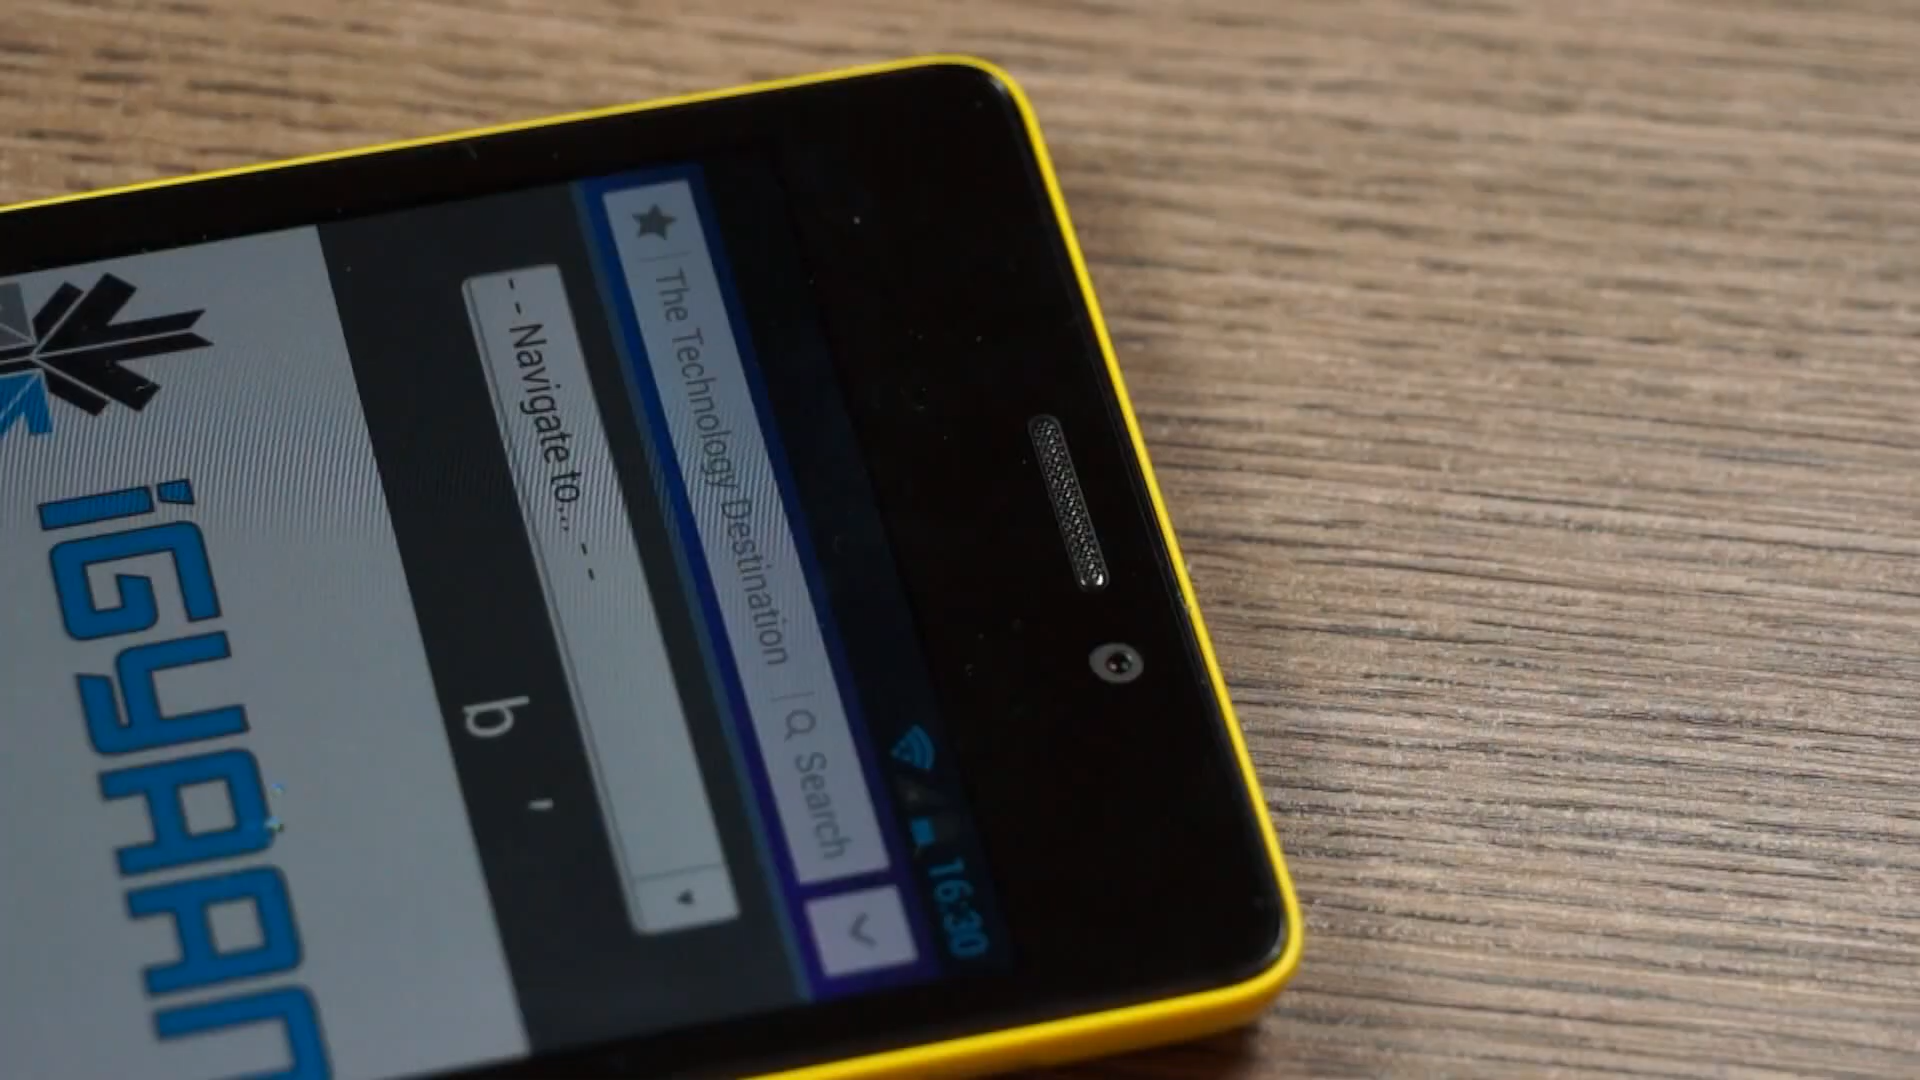 16:30
The Technology Destination
Search
- - Navigate to... - -
b '
iGYAAN